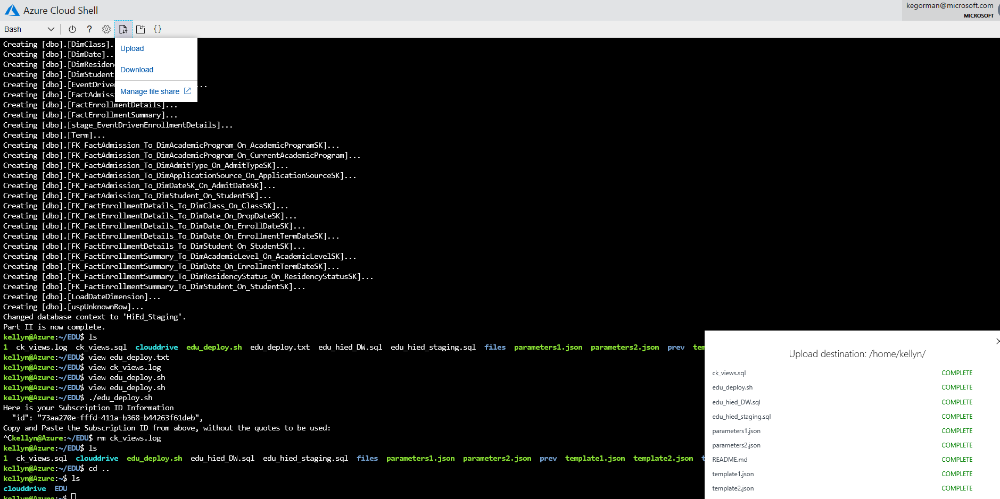 Azure Cloud Shell
kegorman@microsoft.com
MICROSOFT
Bash
?
{}
Upload
Download
Manage file share
Creating [dbo].[DimClass].
Creating [dbo].[DimDate]..
Creating [dbo].[DimResiden
Creating [dbo].[DimStudent
Creating [dbo].[EventDriven ...
Creating [dbo].[FactAdmiss
Creating [dbo].[FactEnrollmentDetails]...
Creating [dbo].[FactEnrollmentSummary]...
Creating [dbo].[stage_EventDrivenEnrollmentDetails]...
Creating [dbo].[Term]...
Creating [dbo].[FK_FactAdmission_To_DimAcademicProgram_On_AcademicProgramSK]...
Creating [dbo].[FK_FactAdmission_To_DimAcademicProgram_On_CurrentAcademicProgram]...
Creating [dbo].[FK_FactAdmission_To_DimAdmitType_On_AdmitTypeSK]...
Creating [dbo].[FK_FactAdmission_To_DimApplicationSource_On_ApplicationSourceSK]...
Creating [dbo].[FK_FactAdmission_To_DimDateSK_On_AdmitDateSK]...
Creating [dbo].[FK_FactAdmission_To_DimStudent_On_StudentSK]...
Creating [dbo].[FK_FactEnrollmentDetails_To_DimClass_On_ClassSK]...
Creating [dbo].[FK_FactEnrollmentDetails_To_DimDate_On_DropDateSK]...
Creating [dbo].[FK_FactEnrollmentDetails_To_DimDate_On_EnrollDateSK]...
Creating [dbo].[FK_FactEnrollmentDetails_To_DimDate_On_EnrollmentTermDateSK]...
Creating [dbo].[FK_FactEnrollmentDetails_To_DimStudent_On_StudentSK]...
Creating [dbo].[FK_FactEnrollmentSummary_To_DimAcademicLevel_On_AcademicLevelSK]...
Creating [dbo].[FK_FactEnrollmentSummary_To_DimDate_On_EnrollmentTermDateSK]...
Creating [dbo].[FK_FactEnrollmentSummary_To_DimResidencyStatus_On_ResidencyStatusSK]...
Creating [dbo].[FK_FactEnrollmentSummary_To_DimStudent_On_StudentSK]...
Creating [dbo].[LoadDateDimension]...
Creating [dbo].[uspUnknownRow]...
Changed database context to 'HiEd_Staging'.
Part II is now complete.
kellyn@Azure:~/EDU$ ls
1 ck_views.log ck_views.sql clouddrive edu_deploy.sh edu_deploy.txt edu_hied_DW.sql edu_hied_staging.sql files parameters1.json parameters2.json prev tem
kellyn@Azure:~/EDU$ view edu_deploy.txt
kellyn@Azure:~/EDU$ view ck_views.log
kellyn@Azure:~/EDU$ view edu_deploy.sh
kellyn@Azure:~/EDU$ view edu_deploy.sh
kellyn@Azure:~/EDU$ ./edu_deploy.sh
Here is your Subscription ID Information
"id": "73aa270e-fffd-411a-b368-b44263f61deb",
Copy and Paste the Subscription ID from above, without the quotes to be used:
^Ckellyn@Azure:~/EDU$ rm ck_views.log
kellyn@Azure:~/EDU$ ls
1 ck_views.sql clouddrive edu_deploy.sh edu_hied_DW.sql edu_hied_staging.sql files parameters1.json parameters2.json prev template1.json template2.json t
kellyn@Azure:~/EDU$ cd ..
kellyn@Azure:~$ ls
clouddrive EDU
kellyn@Azure:~$
Upload destination: /home/kellyn/
ck_views.sql COMPLETE
edu_deploy.sh COMPLETE
edu_hied_DW.sql COMPLETE
edu_hied_staging.sql COMPLETE
parameters1.json COMPLETE
parameters2.json COMPLETE
README.md COMPLETE
template1.json COMPLETE
template2.json COMPLETE